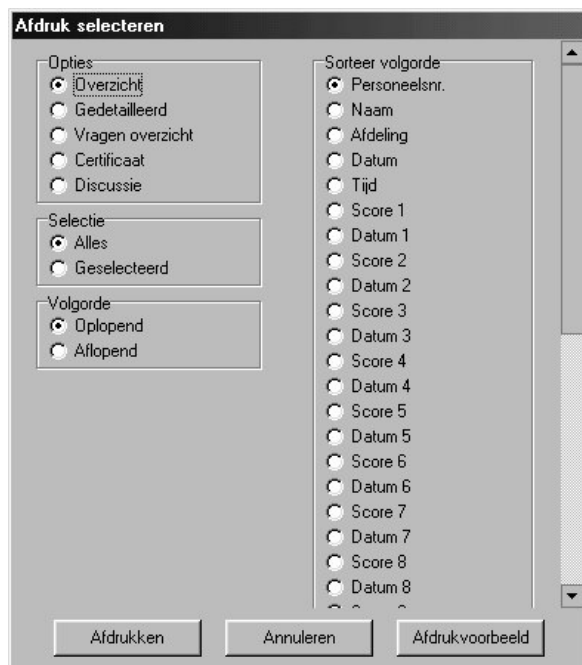 Afdruk selecteren
Opties
Overzicht
Gedetailleerd
Vragen overzicht
Certificaat
Discussie
Selectie
Alles
Geselecteerd
Volgorde
Oplopend
Aflopend
Sorteer volgorde
Personeelsnr.
Naam
Afdeling
Datum
Tijd
Score 1
Datum 1
Score 2
Datum 2
Score 3
Datum 3
Score 4
Datum 4
Score 5
Datum 5
Score 6
Datum 6
Score 7
Datum 7
Score 8
Datum 8
Afdrukken
Annuleren
Afdrukvoorbeeld